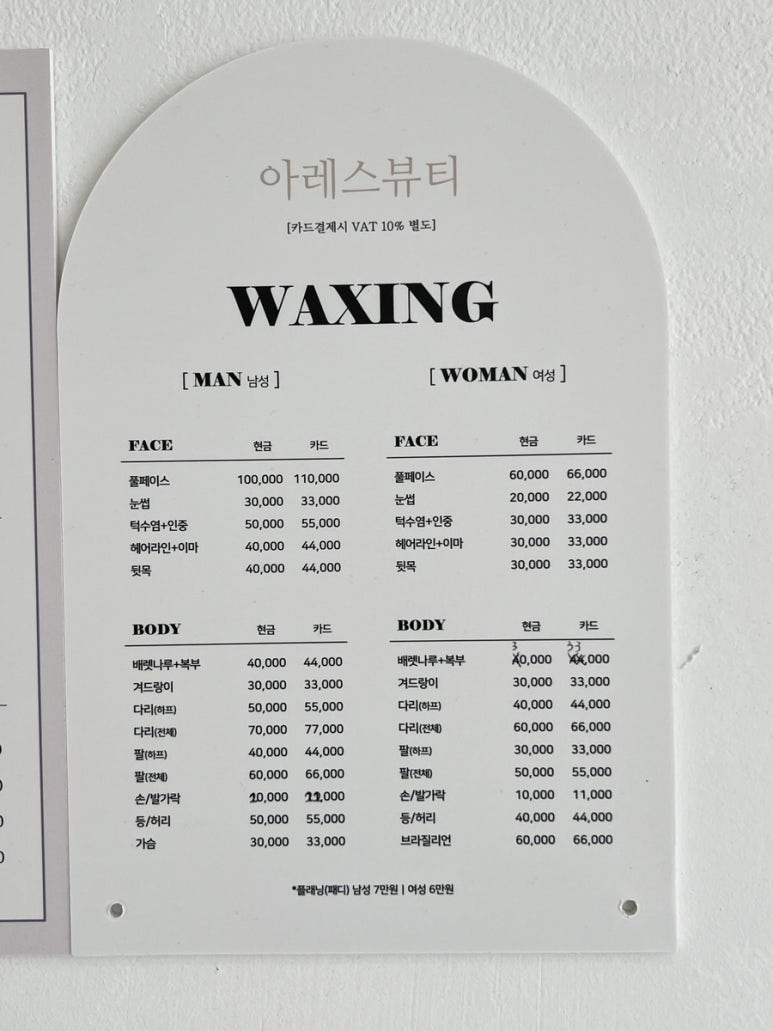 아레스뷰티
[카드결제시 VAT 10% 별도]
WAXING
[ MAN 남성 ]
FACE 현금 카드
풀페이스 100,000 110,000
눈썹 30,000 33,000
턱수염+인중 50,000 55,000
헤어라인+이마 40,000 44,000
뒷목 40,000 44,000
BODY 현금 카드
배렛나루+복부 40,000 44,000
겨드랑이 30,000 33,000
다리(하프) 50,000 55,000
다리(전체) 70,000 77,000
팔(하프) 40,000 44,000
팔(전체) 60,000 66,000
손/발가락
등/허리 50,000 55,000
가슴 30,000 33,000
[ WOMAN 여성 ]
FACE 현금 카드
풀페이스 60,000 66,000
눈썹 20,000 22,000
턱수염+인중 30,000 33,000
헤어라인+이마 30,000 33,000
뒷목 30,000 33,000
BODY 현금 카드
3 33
배렛나루+복부 40,000 44,000
겨드랑이 30,000 33,000
다리(하프) 40,000 44,000
다리(전체) 60,000 66,000
팔(하프) 30,000 33,000
팔(전체) 50,000 55,000
손/발가락 10,000 11,000
등/허리 40,000 44,000
브라질리언 60,000 66,000
*플래닝(패디) 남성 7만원 | 여성 6만원